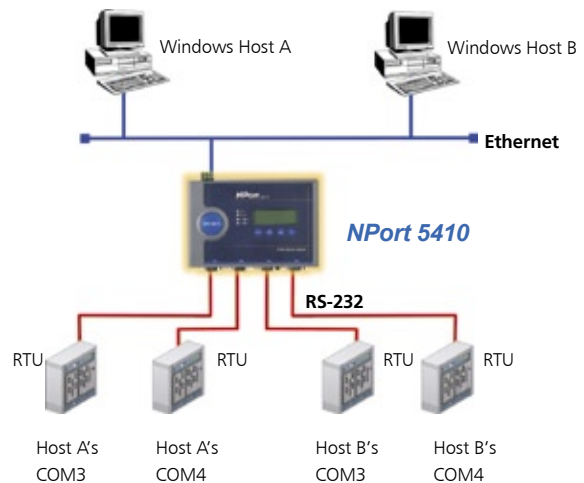 Windows Host A
Windows Host B
Ethernet
NPort
NPort 5410
RS-232
RTU
RTU
RTU
RTU
Host A's
COM3
Host A's
COM4
Host B's
COM3
Host B's
COM4